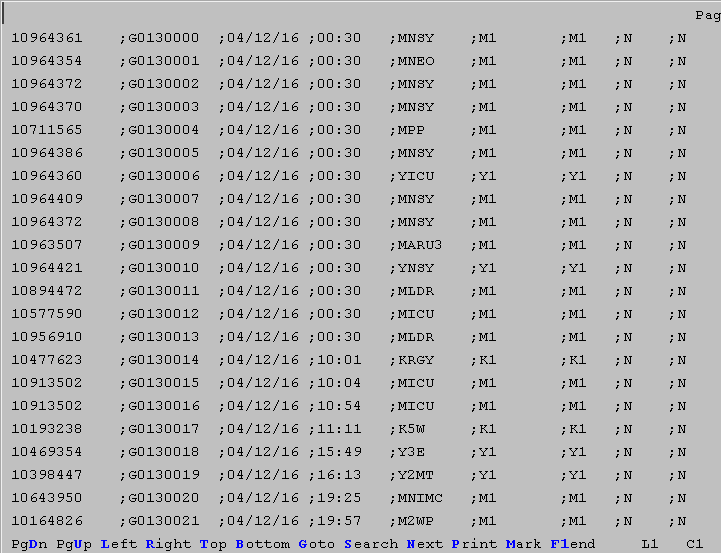 Pag
10964361 ;G0130000 ;04/12/16 ;00:30 ;MNSY ;M1 ;M1 ;N ;N
10964354 ;G0130001 ;04/12/16 ;00:30 ;MNEO ;M1 ;M1 ;N ;N
10964372 ;G0130002 ;04/12/16 ;00:30 ;MNSY ;M1 ;M1 ;N ;N
10964370 ;G0130003 ;04/12/16 ;00:30 ;MNSY ;M1 ;M1 ;N ;N
10711565 ;G0130004 ;04/12/16 ;00:30 ;MPP ;M1 ;M1 ;N ;N
10964386 ;G0130005 ;04/12/16 ;00:30 ;MNSY ;M1 ;M1 ;N ;N
10964360 ;G0130006 ;04/12/16 ;00:30 ;YICU ;Y1 ;Y1 ;N ;N
10964409 ;G0130007 ;04/12/16 ;00:30 ;MNSY ;M1 ;M1 ;N ;N
10964372 ;G0130008 ;04/12/16 ;00:30 ;MNSY ;M1 ;M1 ;N ;N
10963507 ;G0130009 ;04/12/16 ;00:30 ;MARU3 ;M1 ;M1 ;N ;N
10964421 ;G0130010 ;04/12/16 ;00:30 ;YNSY ;Y1 ;Y1 ;N ;N
10894472 ;G0130011 ;04/12/16 ;00:30 ;MLDR ;M1 ;M1 ;N ;N
10577590 ;G0130012 ;04/12/16 ;00:30 ;MICU ;M1 ;M1 ;N ;N
10956910 ;G0130013 ;04/12/16 ;00:30 ;MLDR ;M1 ;M1 ;N ;N
10477623 ;G0130014 ;04/12/16 ;10:01 ;KRGY ;K1 ;K1 ;N ;N
10913502 ;G0130015 ;04/12/16 ;10:04 ;MICU ;M1 ;M1 ;N ;N
10913502 ;G0130016 ;04/12/16 ;10:54 ;MICU ;M1 ;M1 ;N ;N
10193238 ;G0130017 ;04/12/16 ;11:11 ;K5W ;K1 ;K1 ;N ;N
10469354 ;G0130018 ;04/12/16 ;15:49 ;Y3E ;Y1 ;Y1 ;N ;N
10398447 ;G0130019 ;04/12/16 ;16:13 ;Y2MT ;Y1 ;Y1 ;N ;N
10643950 ;G0130020 ;04/12/16 ;19:25 ;MNIMC ;M1 ;M1 ;N ;N
10164826 ;G0130021 ;04/12/16 ;19:57 ;M2WP ;M1 ;M1 ;N ;N
PgDn PgUp Left Right Top Bottom Goto Search Next Print Mark F1end L1 C1